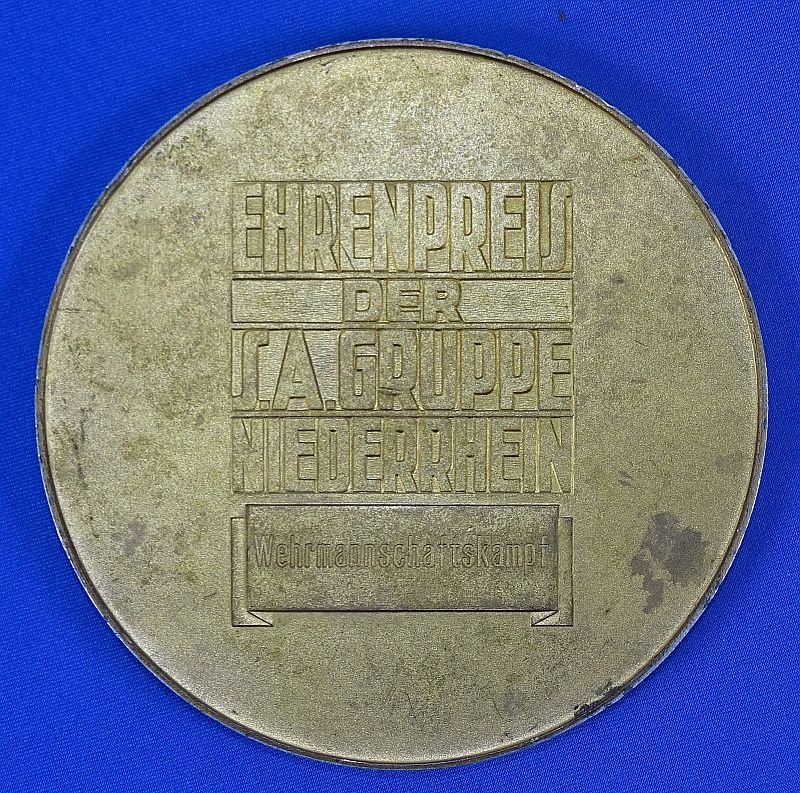 EHRENPREIS
DER
S.A.GRUPPE
NIEDERRHEIN
Wehrmannschaftskampf